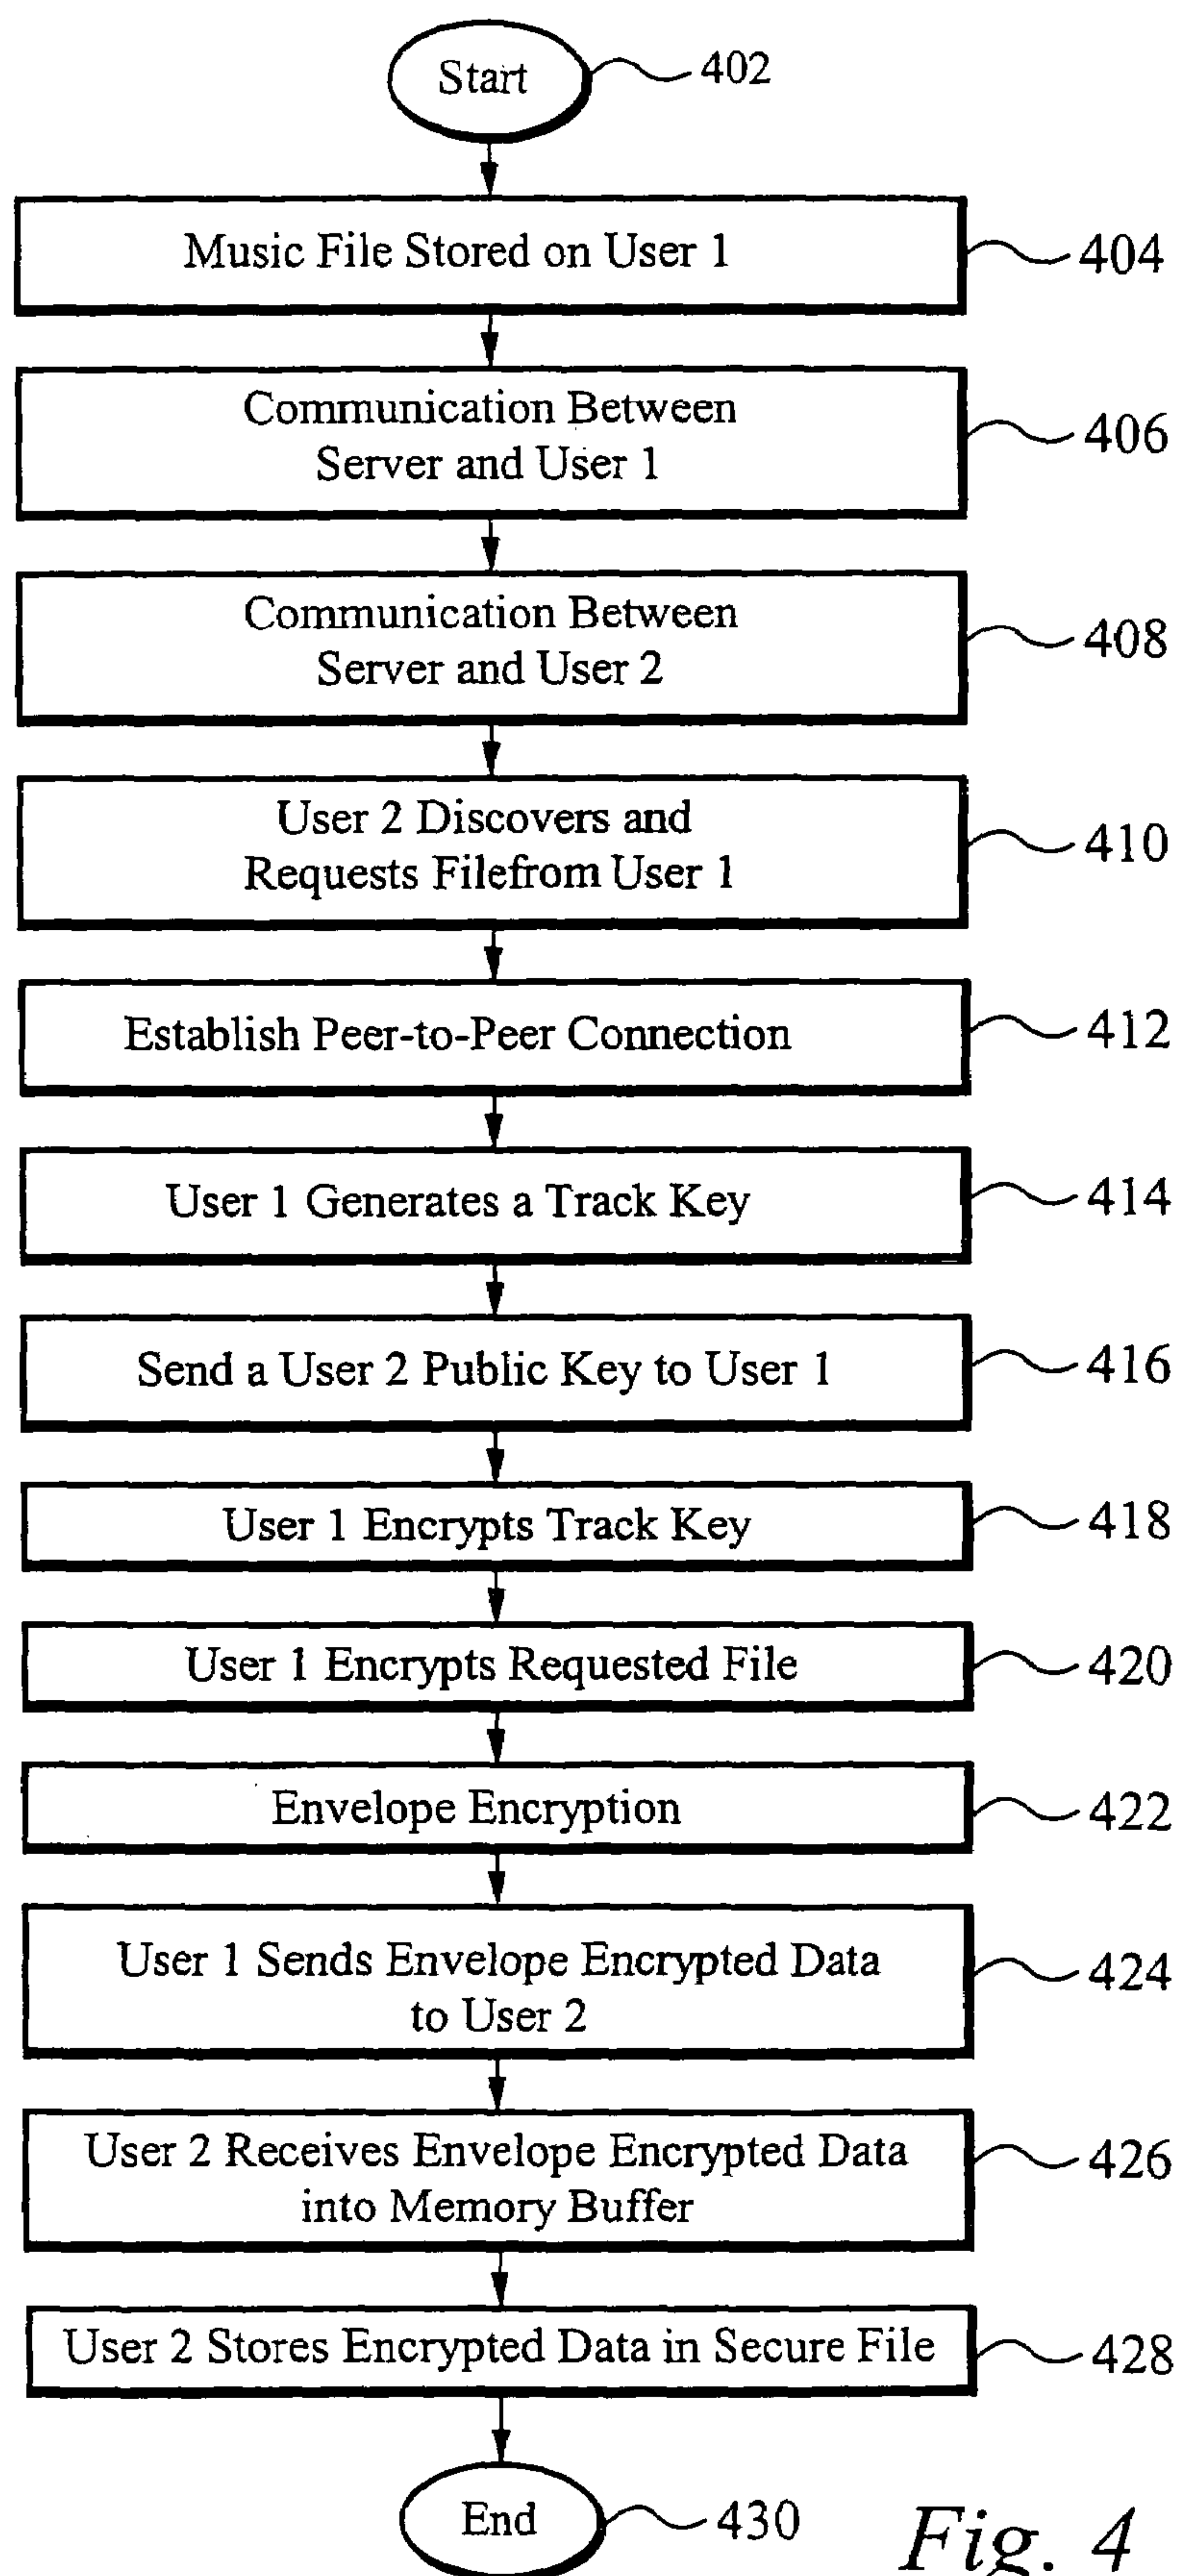 Start
402
Music File Stored on User 1
404
Communication Between
Server and User 1
406
Communication Between
Server and User 2
408
User 2 Discovers and
Requests Filefrom User 1
410
Establish Peer-to-Peer Connection
412
User 1 Generates a Track Key
414
Send a User 2 Public Key to User 1
416
User 1 Encrypts Track Key
418
User 1 Encrypts Requested File
420
Envelope Encryption
422
User 1 Sends Envelope Encrypted Data
to User 2
424
User 2 Receives Envelope Encrypted Data
into Memory Buffer
426
User 2 Stores Encrypted Data in Secure File
428
End
430
Fig. 4